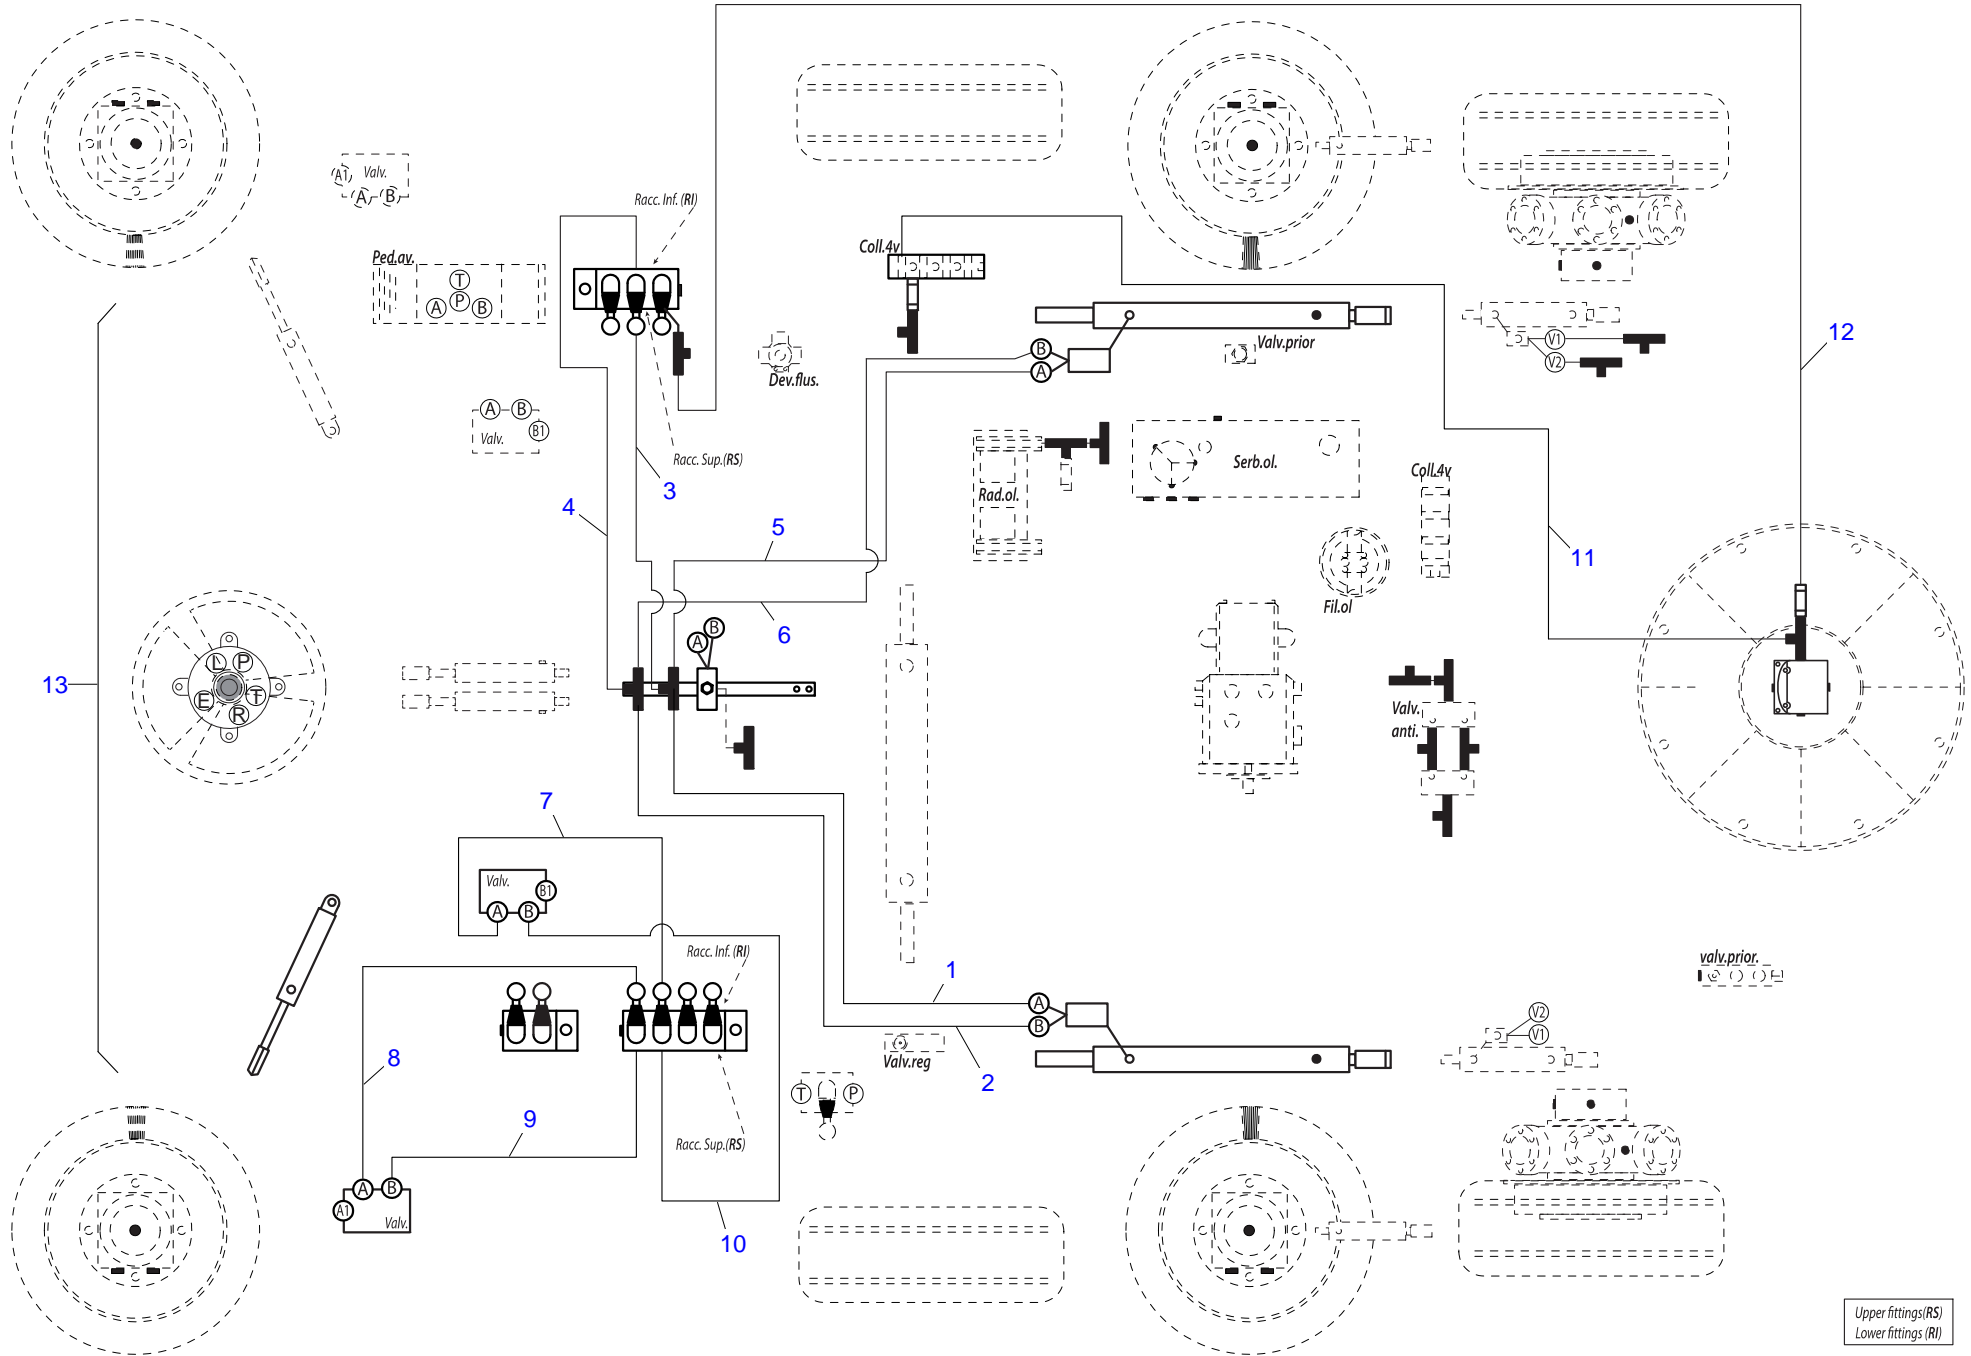 12
A1 Valv.
A B
Racc. Inf. (RI)
Coll.4v
Ped.av.
T
A P B
Valv.prior
V1
V2
B
A
Dev.flus.
A B
Valv.
B1
Racc. Sup.(RS)
3
4
5
6
Rad.ol.
Serb.ol.
Coll.4v
11
Fil.ol
A B
13
L P
E T
R
Valv.
anti.
7
Valv.
B1
A B
Racc. Inf. (RI)
1
A
B
valv.prior.
V2
V1
Valv.reg
2
8
9
T P
Racc. Sup.(RS)
A B
A1
Valv.
10
Upper fittings(RS)
Lower fittings (RI)